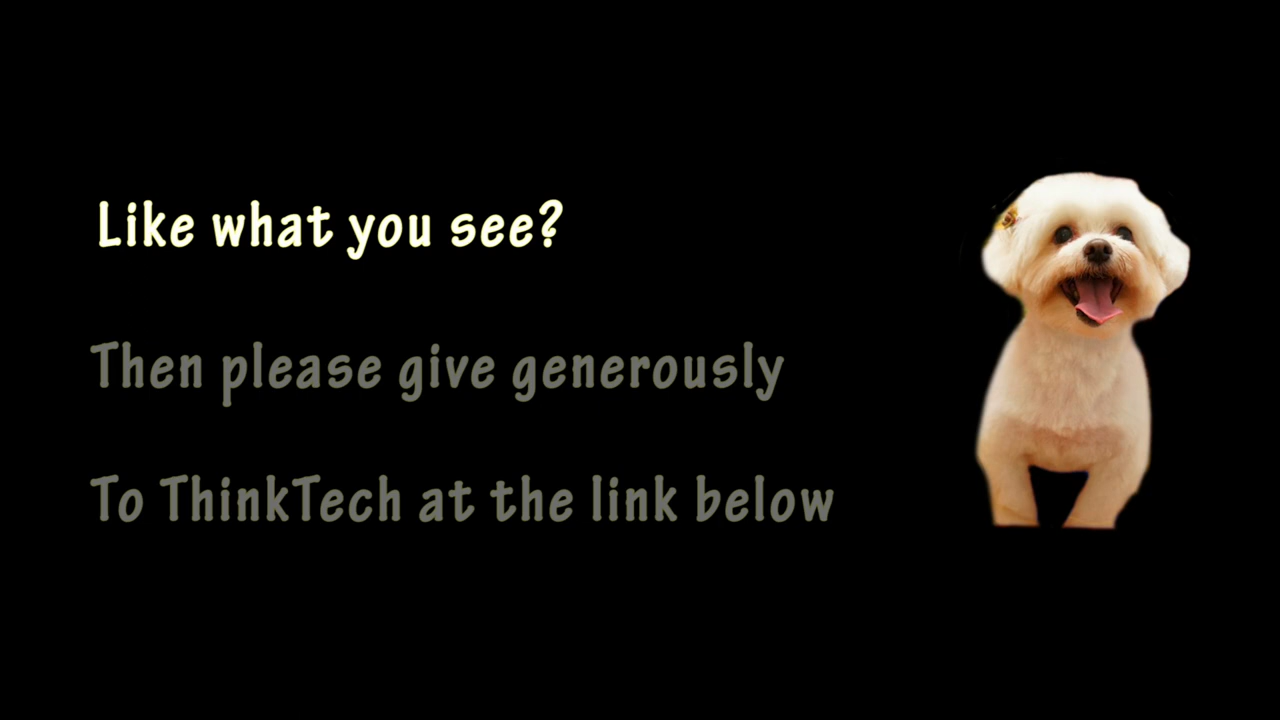 Like what you see?
Then please give generously
To ThinkTech at the link below